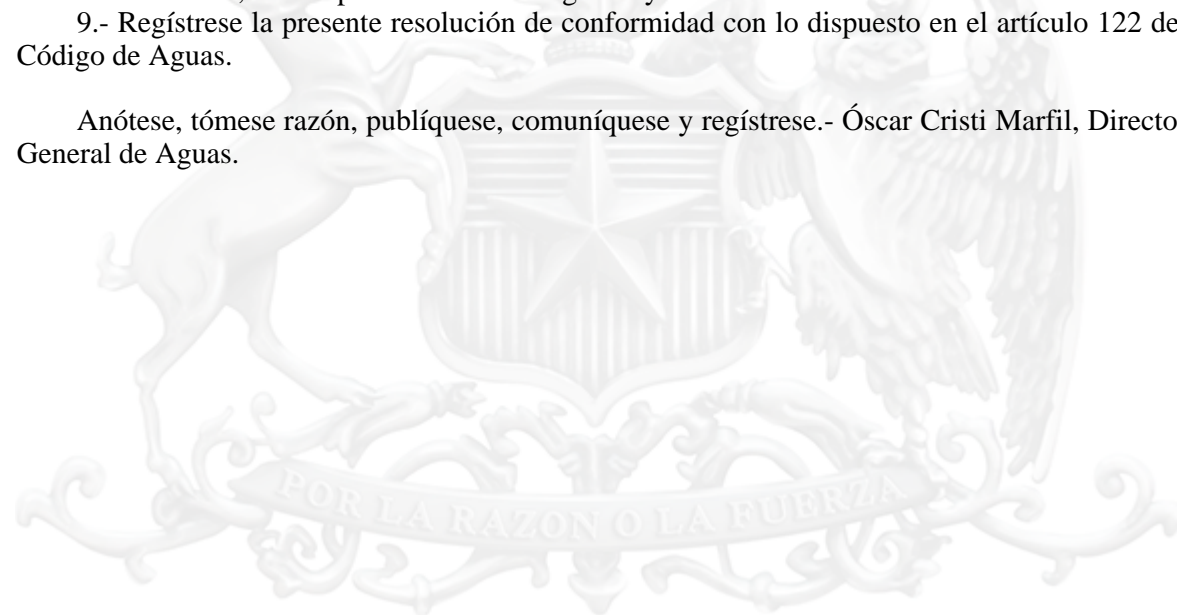 9.- Regístrese la presente resolución de conformidad con lo dispuesto en el artículo 122 de
Código de Aguas.
Anótese, tómese razón, publíquese, comuníquese y regístrese.- Óscar Cristi Marfil, Directo
General de Aguas.
POR LA RAZON O LA FUERZA